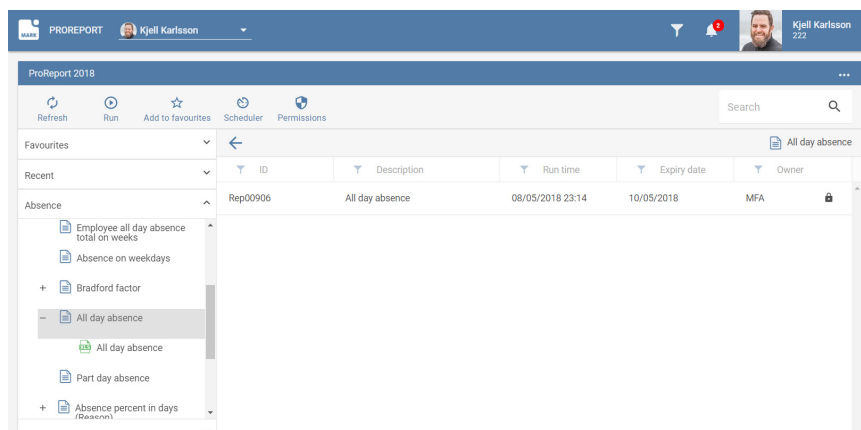 MARK
PROREPORT
Kjell Karlsson
2
Kjell Karlsson
222
ProReport 2018
Refresh
Run
Add to favourites
Scheduler
Permissions
Search
Favourites
All day absence
Recent
ID
Description
Run time
Expiry date
Owner
Absence
Rep00906
All day absence
08/05/2018 23:14
10/05/2018
MFA
Employee all day absence
total on weeks
Absence on weekdays
Bradford factor
All day absence
All day absence
Part day absence
Absence percent in days
(Reason)